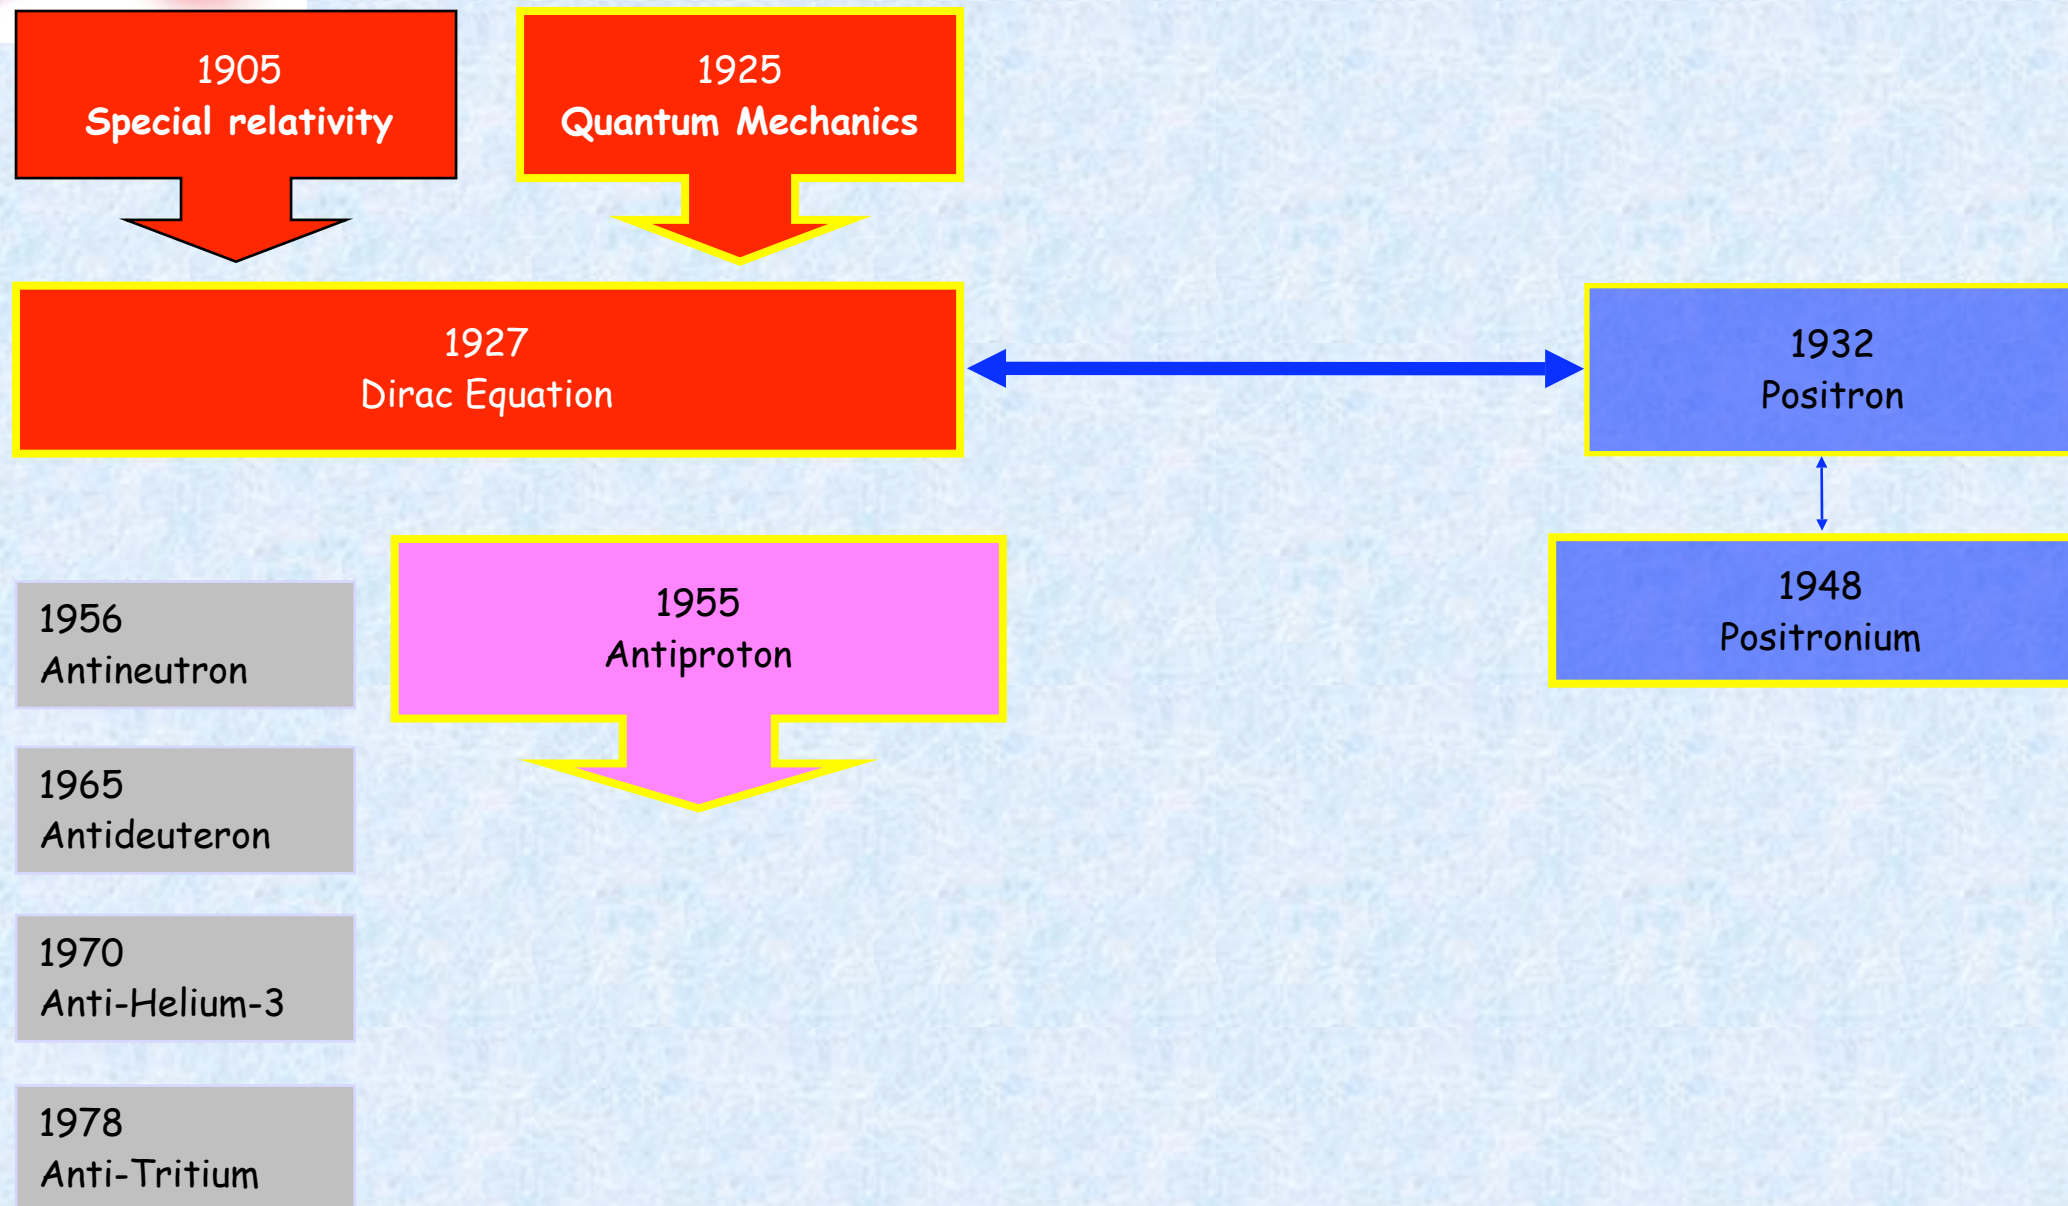 1905
Special relativity
1925
Quantum Mechanics
1927
Dirac Equation
1932
Positron
1955
Antiproton
1948
Positronium
1956
Antineutron
1965
Antideuteron
1970
Anti-Helium-3
1978
Anti-Tritium